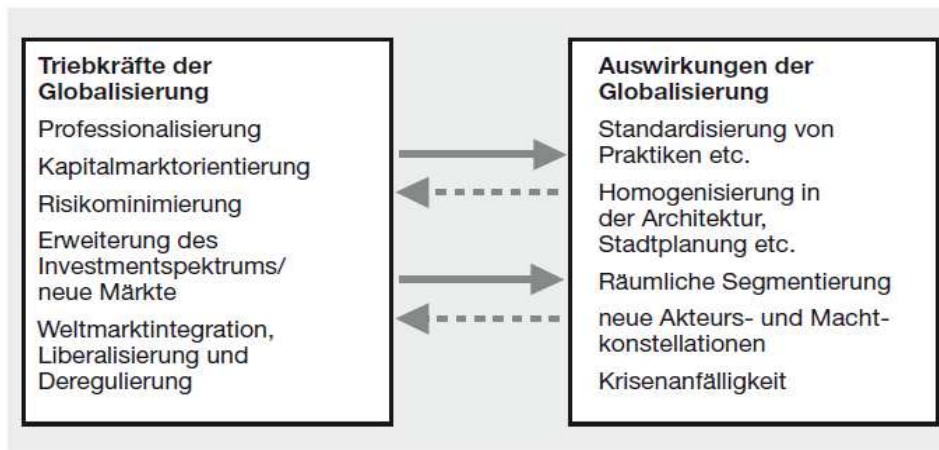 Triebkräfte der
Globalisierung
Professionalisierung
Kapitalmarktorientierung
Risikominimierung
Erweiterung des
Investmentspektrums/
neue Märkte
Weltmarktintegration,
Liberalisierung und
Deregulierung
Auswirkungen der
Globalisierung
Standardisierung von
Praktiken etc.
Homogenisierung in
der Architektur,
Stadtplanung etc.
Räumliche Segmentierung
neue Akteurs- und Macht-
konstellationen
Krisenanfälligkeit